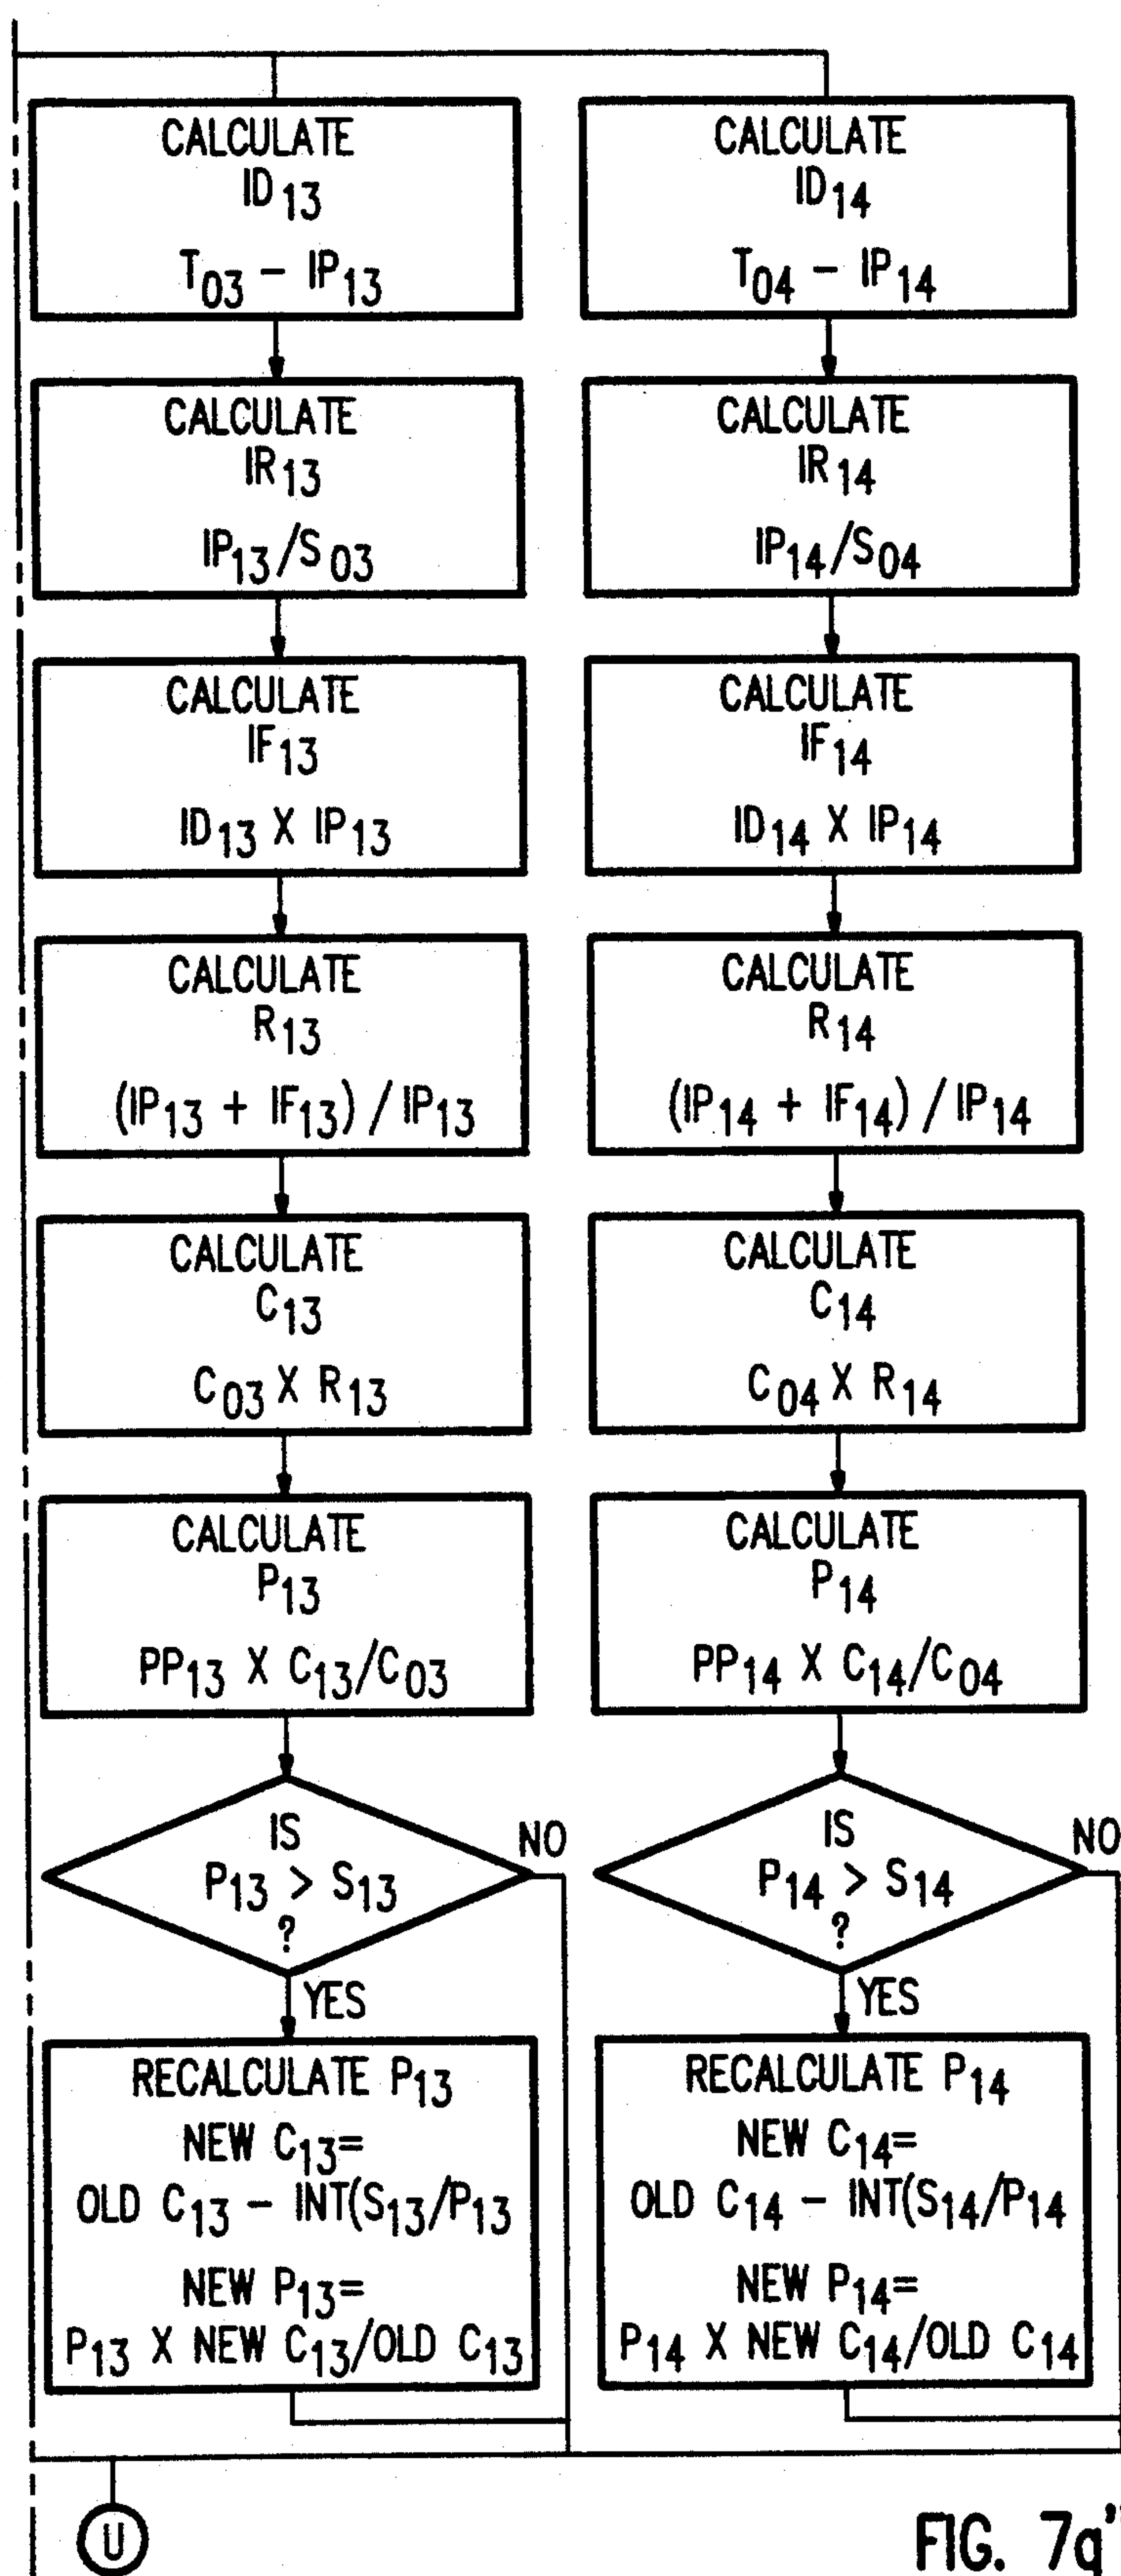 CALCULATE
ID13
T03 – IP13
CALCULATE
IR13
IP13/S03
CALCULATE
IF13
ID13 X IP13
CALCULATE
R13
(IP13 + IF13) / IP13
CALCULATE
C13
C03 X R13
CALCULATE
P13
PP13 X C13/C03
IS
P13 > S13
?
NO
YES
RECALCULATE P13
NEW C13=
OLD C13 – INT(S13/P13
NEW P13=
P13 X NEW C13/OLD C13
CALCULATE
ID14
T04 – IP14
CALCULATE
IR14
IP14/S04
CALCULATE
IF14
ID14 X IP14
CALCULATE
R14
(IP14 + IF14) / IP14
CALCULATE
C14
C04 X R14
CALCULATE
P14
PP14 X C14/C04
IS
P14 > S14
?
NO
YES
RECALCULATE P14
NEW C14=
OLD C14 – INT(S14/P14
NEW P14=
P14 X NEW C14/OLD C14
U
FIG. 7q"